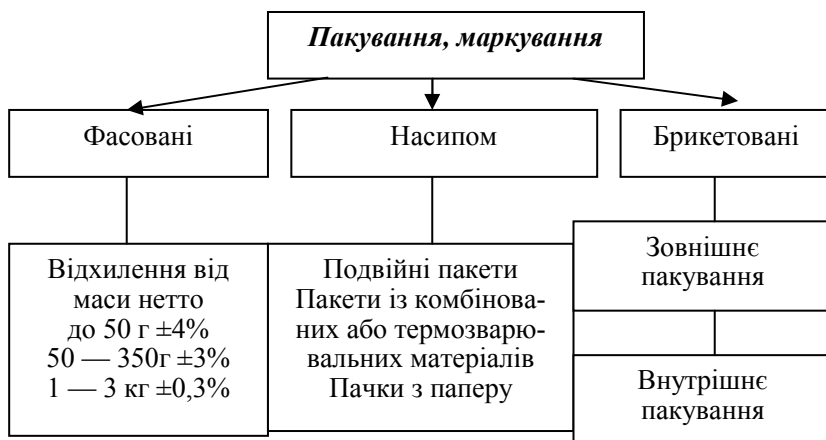 Пакування, маркування
Фасовані
Насипом
Брикетовані
Відхилення від
маси нетто
до 50 г ±4%
50 — 350г ±3%
1 — 3 кг ±0,3%
Подвійні пакети
Пакети із комбінова-
них або термозварю-
вальних матеріалів
Пачки з паперу
Зовнішнє
пакування
Внутрішнє
пакування